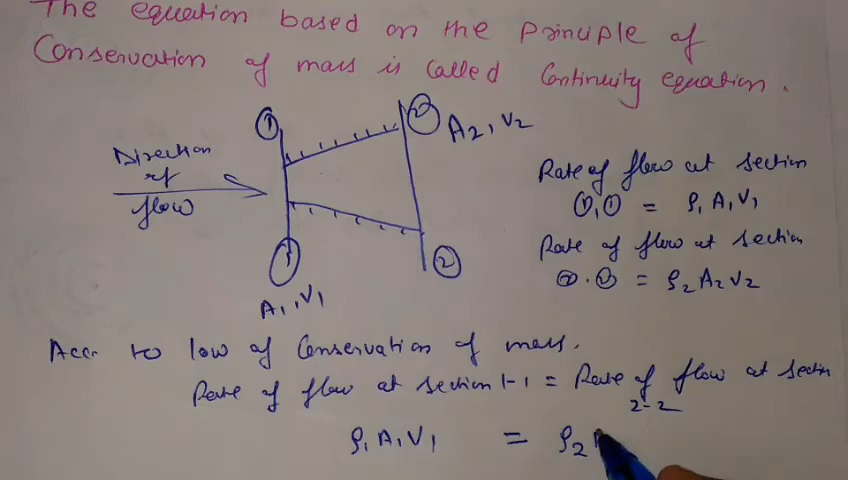 The equation based on the principle of
Conservation of mass is called Continuity equation.
① ② A2, V2
Direction
of
flow
Rate of flow at section
①,① = ρ1 A1 V1
Rate of flow at section
②.② = ρ2 A2 V2
① ②
A1, V1
Acc. to low of Conservation of mass.
Rate of flow at section 1-1 = Rate of flow at section
2-2
ρ1 A1 V1 = ρ2